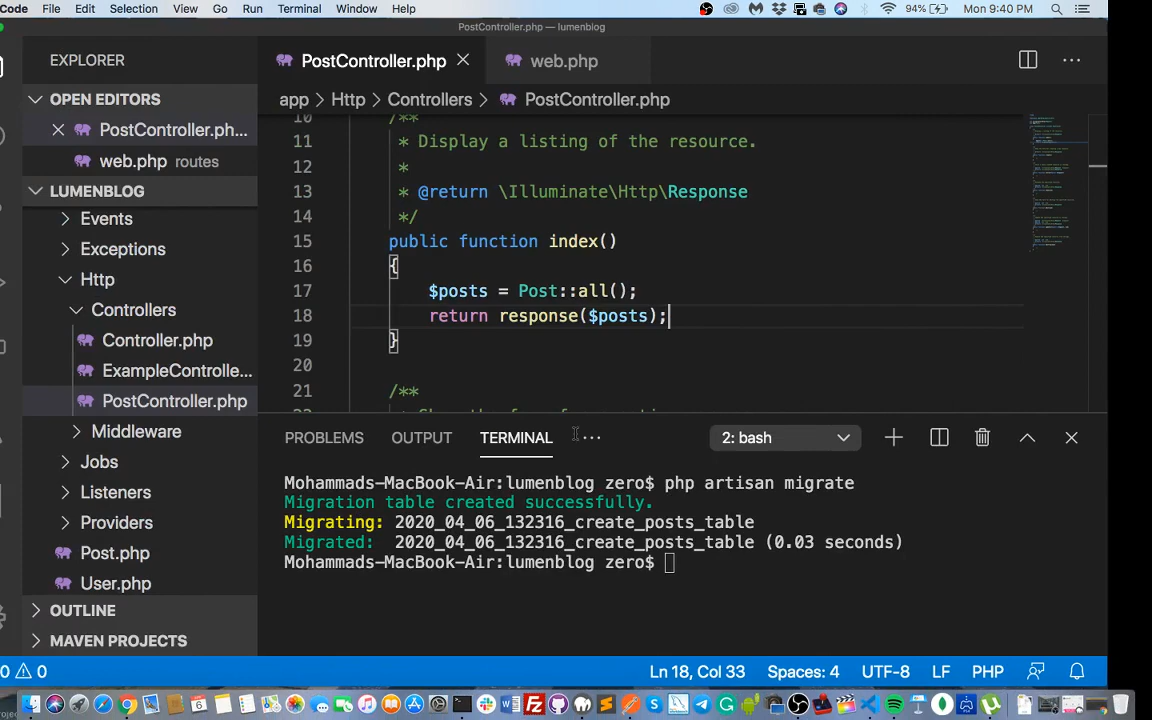 Code File Edit Selection View Go Run Terminal Window Help 94% Mon 9:40 PM
PostController.php — lumenblog
EXPLORER
OPEN EDITORS
PostController.ph...
web.php routes
LUMENBLOG
Events
Exceptions
Http
Controllers
Controller.php
ExampleControlle...
PostController.php
Middleware
Jobs
Listeners
Providers
Post.php
User.php
OUTLINE
MAVEN PROJECTS
PostController.php web.php
app > Http > Controllers > PostController.php
10 /**
11 * Display a listing of the resource.
12 *
13 * @return \Illuminate\Http\Response
14 */
15 public function index()
16 {
17 $posts = Post::all();
18 return response($posts);
19 }
20
21 /**
PROBLEMS OUTPUT TERMINAL ... 2: bash
Mohammads-MacBook-Air:lumenblog zero$ php artisan migrate
Migration table created successfully.
Migrating: 2020_04_06_132316_create_posts_table
Migrated: 2020_04_06_132316_create_posts_table (0.03 seconds)
Mohammads-MacBook-Air:lumenblog zero$
0 0 Ln 18, Col 33 Spaces: 4 UTF-8 LF PHP